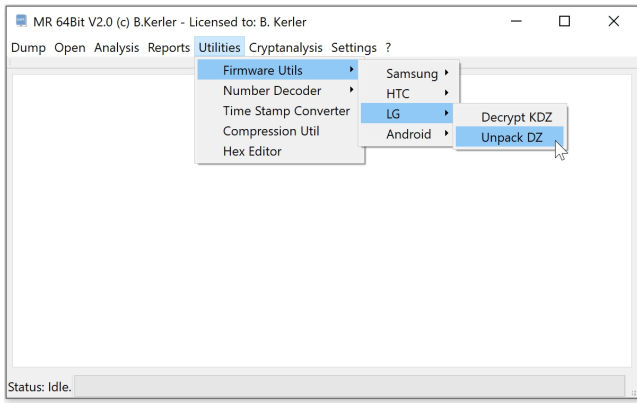 MR 64Bit V2.0 (c) B.Kerler - Licensed to: B. Kerler
Dump Open Analysis Reports Utilities Cryptanalysis Settings ?
Firmware Utils
Number Decoder
Time Stamp Converter
Compression Util
Hex Editor
Samsung
HTC
LG
Android
Decrypt KDZ
Unpack DZ
Status: Idle.